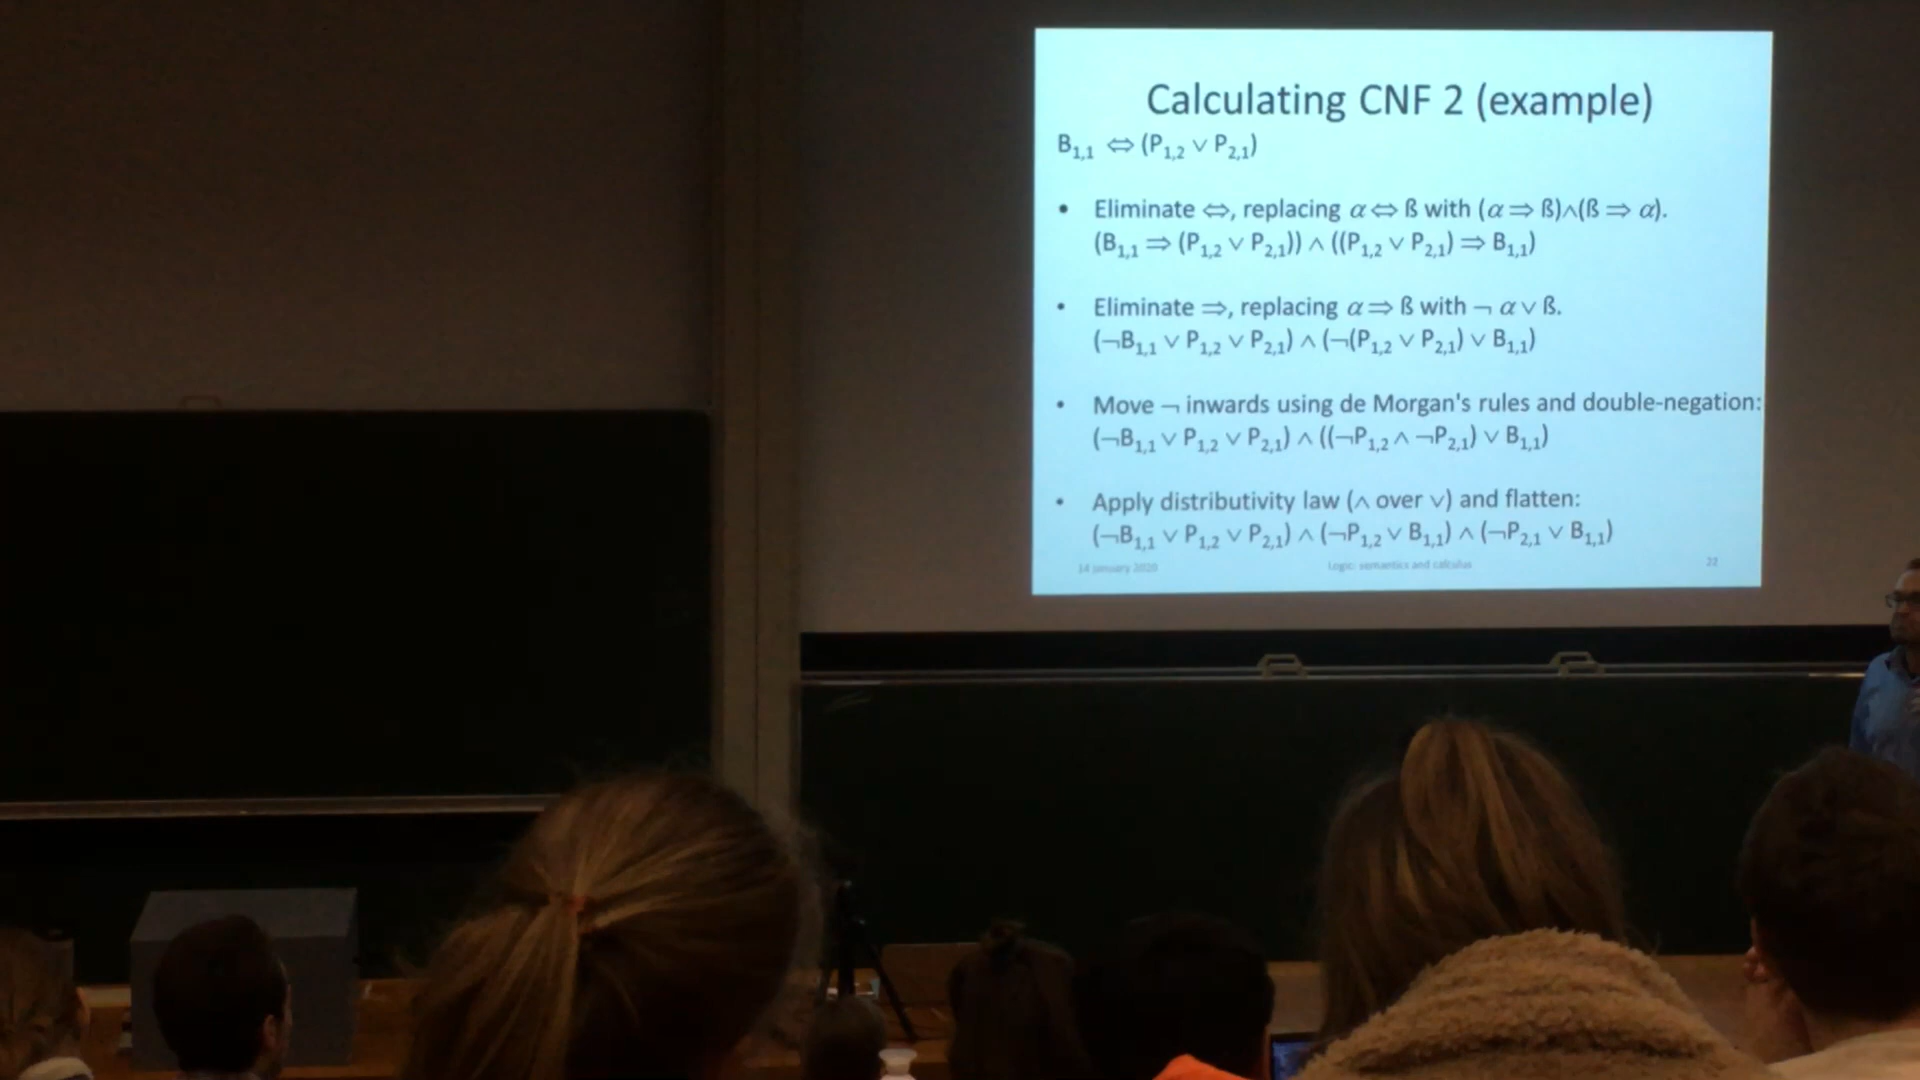 Calculating CNF 2 (example)
B₁,₁ ⇔ (P₁,₂ ∨ P₂,₁)
• Eliminate ⇔, replacing α ⇔ ß with (α ⇒ ß)∧(ß ⇒ α).
(B₁,₁ ⇒ (P₁,₂ ∨ P₂,₁)) ∧ ((P₁,₂ ∨ P₂,₁) ⇒ B₁,₁)
• Eliminate ⇒, replacing α ⇒ ß with ¬ α ∨ ß.
(¬B₁,₁ ∨ P₁,₂ ∨ P₂,₁) ∧ (¬(P₁,₂ ∨ P₂,₁) ∨ B₁,₁)
• Move ¬ inwards using de Morgan's rules and double-negation:
(¬B₁,₁ ∨ P₁,₂ ∨ P₂,₁) ∧ ((¬P₁,₂ ∧ ¬P₂,₁) ∨ B₁,₁)
• Apply distributivity law (∧ over ∨) and flatten:
(¬B₁,₁ ∨ P₁,₂ ∨ P₂,₁) ∧ (¬P₁,₂ ∨ B₁,₁) ∧ (¬P₂,₁ ∨ B₁,₁)
14 january 2020 Logic: semantics and calculus 22